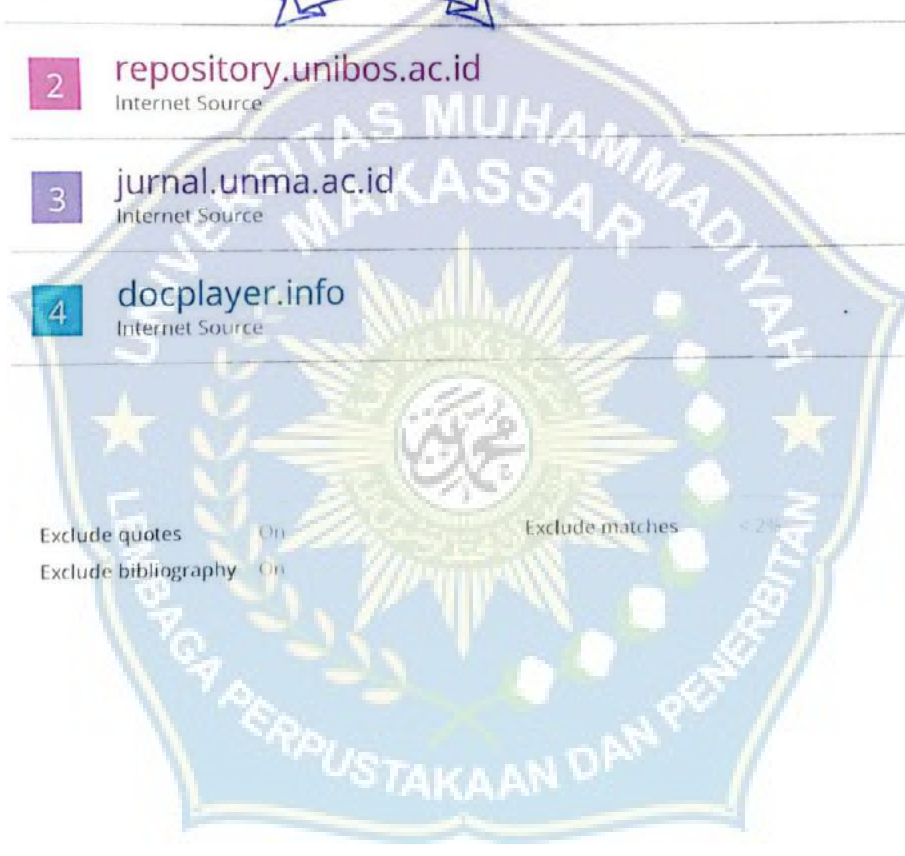 2
repository.unibos.ac.id
Internet Source
3
jurnal.unma.ac.id
Internet Source
4
docplayer.info
Internet Source
Exclude quotes On
Exclude matches < 2%
Exclude bibliography On
UNIVERSITAS MUHAMMADIYAH
MAKASSAR
LEMBAGA PERPUSTAKAAN DAN PENERBITAN